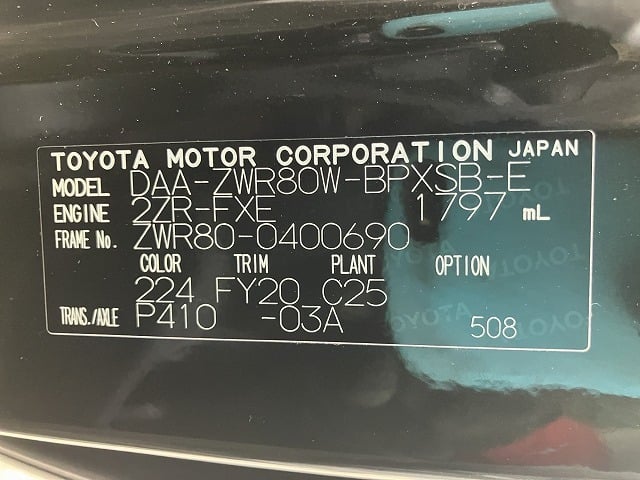 TOYOTA MOTOR CORPORATION JAPAN
MODEL DAA-ZWR80W-BPXSB-E
ENGINE 2ZR-FXE 1797 mL
FRAME No. ZWR80-0400690
COLOR TRIM PLANT OPTION
224 FY20 C25
TRANS./AXLE P410 -03A 508